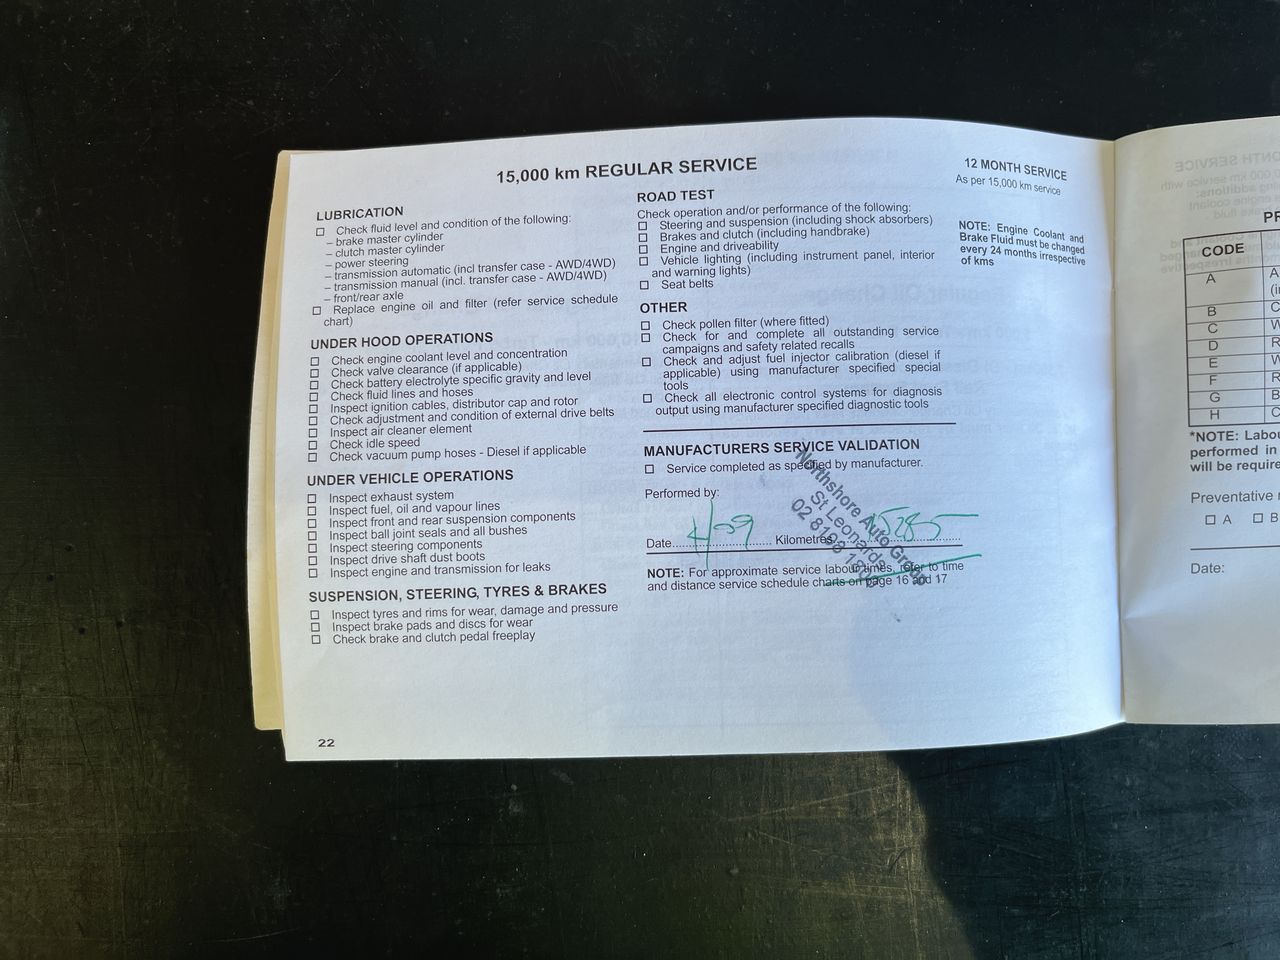 15,000 km REGULAR SERVICE
LUBRICATION
☐ Check fluid level and condition of the following:
– brake master cylinder
– clutch master cylinder
– power steering
– transmission automatic (incl transfer case - AWD/4WD)
– transmission manual (incl. transfer case - AWD/4WD)
– front/rear axle
☐ Replace engine oil and filter (refer service schedule
chart)
UNDER HOOD OPERATIONS
☐ Check engine coolant level and concentration
☐ Check valve clearance (if applicable)
☐ Check battery electrolyte specific gravity and level
☐ Check fluid lines and hoses
☐ Inspect ignition cables, distributor cap and rotor
☐ Check adjustment and condition of external drive belts
☐ Inspect air cleaner element
☐ Check idle speed
☐ Check vacuum pump hoses - Diesel if applicable
UNDER VEHICLE OPERATIONS
☐ Inspect exhaust system
☐ Inspect fuel, oil and vapour lines
☐ Inspect front and rear suspension components
☐ Inspect ball joint seals and all bushes
☐ Inspect steering components
☐ Inspect drive shaft dust boots
☐ Inspect engine and transmission for leaks
SUSPENSION, STEERING, TYRES & BRAKES
☐ Inspect tyres and rims for wear, damage and pressure
☐ Inspect brake pads and discs for wear
☐ Check brake and clutch pedal freeplay
22
ROAD TEST
Check operation and/or performance of the following:
☐ Steering and suspension (including shock absorbers)
☐ Brakes and clutch (including handbrake)
☐ Engine and driveability
☐ Vehicle lighting (including instrument panel, interior
and warning lights)
☐ Seat belts
OTHER
☐ Check pollen filter (where fitted)
☐ Check for and complete all outstanding service
campaigns and safety related recalls
☐ Check and adjust fuel injector calibration (diesel if
applicable) using manufacturer specified special
tools
☐ Check all electronic control systems for diagnosis
output using manufacturer specified diagnostic tools
MANUFACTURERS SERVICE VALIDATION
☐ Service completed as specified by manufacturer.
Performed by:
Northshore Auto Group
St Leonards
02 8198
Date 4/09 Kilometres 15285
NOTE: For approximate service labour times, refer to time
and distance service schedule charts on page 16 and 17
12 MONTH SERVICE
As per 15,000 km service
NOTE: Engine Coolant and
Brake Fluid must be changed
every 24 months irrespective
of kms
PR
CODE
A A
(in
B C
C W
D R
E W
F R
G B
H C
*NOTE: Labou
performed in
will be require
Preventative
☐ A ☐ B
Date: